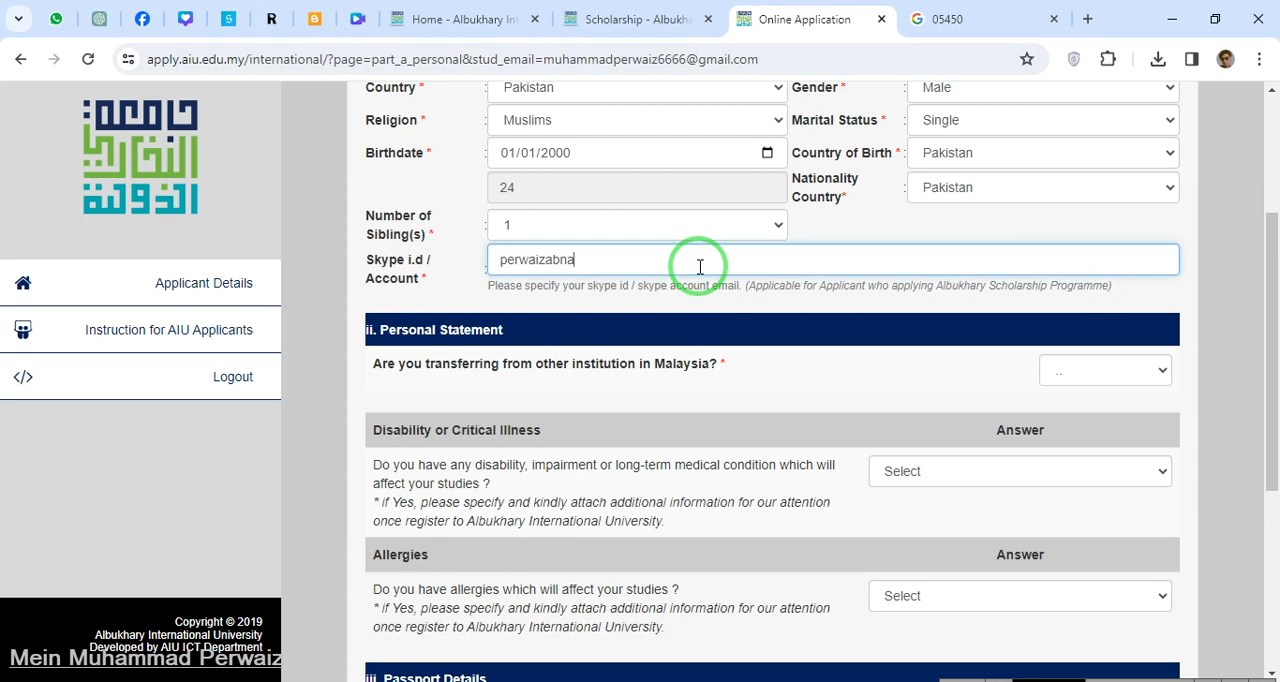 Home - Albukhary Int
Scholarship - Albukha
Online Application
05450
apply.aiu.edu.my/international/?page=part_a_personal&stud_email=muhammadperwaiz6666@gmail.com
جامعة
البخاري
الدولية
Applicant Details
Instruction for AIU Applicants
Logout
Copyright © 2019
Albukhary International University
Developed by AIU ICT Department
Mein Muhammad Perwaiz
Country * : Pakistan Gender * : Male
Religion * : Muslims Marital Status * : Single
Birthdate * : 01/01/2000 Country of Birth * : Pakistan
24 Nationality
Country* : Pakistan
Number of
Sibling(s) * : 1
Skype i.d /
Account * : perwaizabna
Please specify your skype id / skype account email. (Applicable for Applicant who applying Albukhary Scholarship Programme)
ii. Personal Statement
Are you transferring from other institution in Malaysia? * ..
Disability or Critical Illness Answer
Do you have any disability, impairment or long-term medical condition which will
affect your studies ? Select
* if Yes, please specify and kindly attach additional information for our attention
once register to Albukhary International University.
Allergies Answer
Do you have allergies which will affect your studies ? Select
* if Yes, please specify and kindly attach additional information for our attention
once register to Albukhary International University.
iii. Passport Details